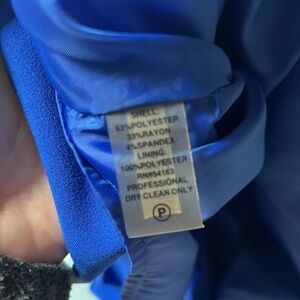 SHELL:
63%POLYESTER
33%RAYON
4%SPANDEX
LINING:
100%POLYESTER
RN#54163
PROFESSIONAL
DRY CLEAN ONLY
P